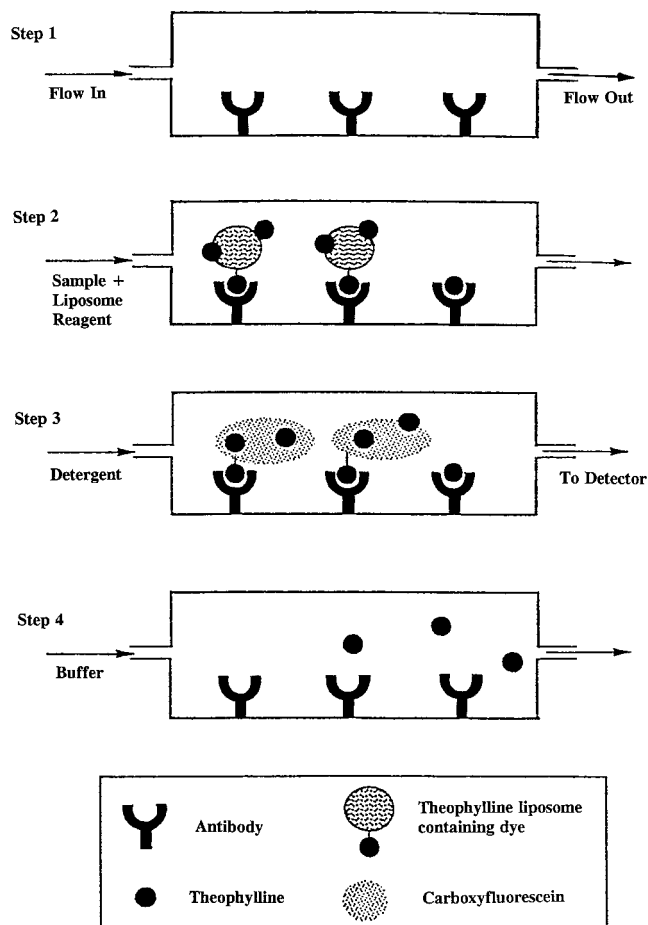 Step 1
Flow In
Flow Out
Step 2
Sample +
Liposome
Reagent
Step 3
Detergent
To Detector
Step 4
Buffer
Antibody
Theophylline liposome
containing dye
Theophylline
Carboxyfluorescein